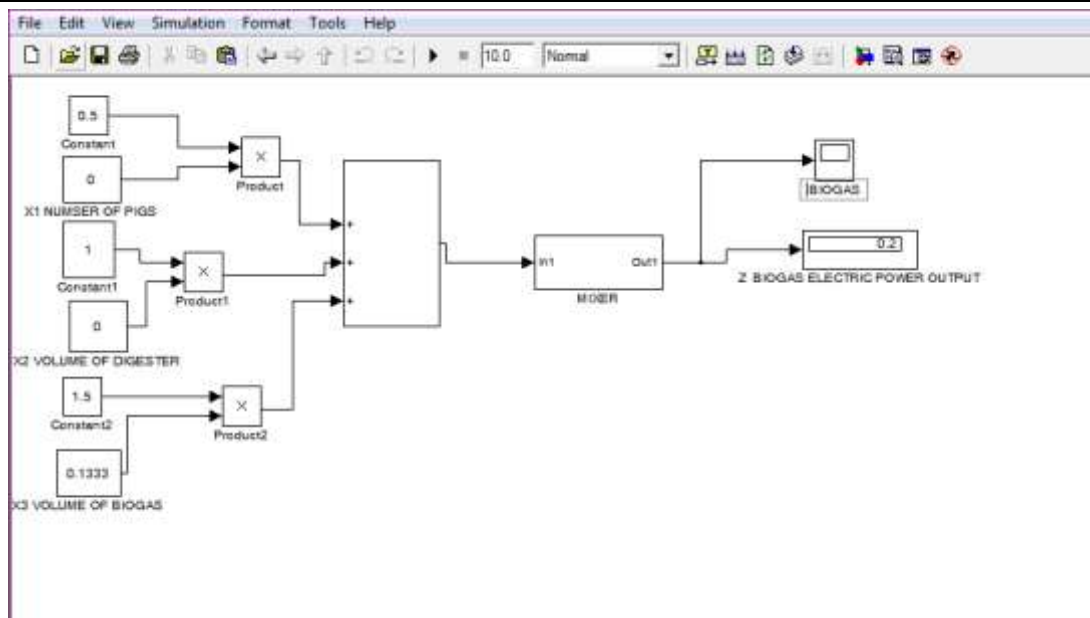 File Edit View Simulation Format Tools Help
10.0 Normal
0.5
Constant
0
X1 NUMSER OF PIGS
×
Product
1
Constant1
0
X2 VOLUME OF DIGESTER
×
Product1
1.5
Constant2
0.1333
X3 VOLUME OF BIOGAS
×
Product2
+
+
+
In1 Out1
MIXER
BIOGAS
0.2
Z BIOGAS ELECTRIC POWER OUTPUT